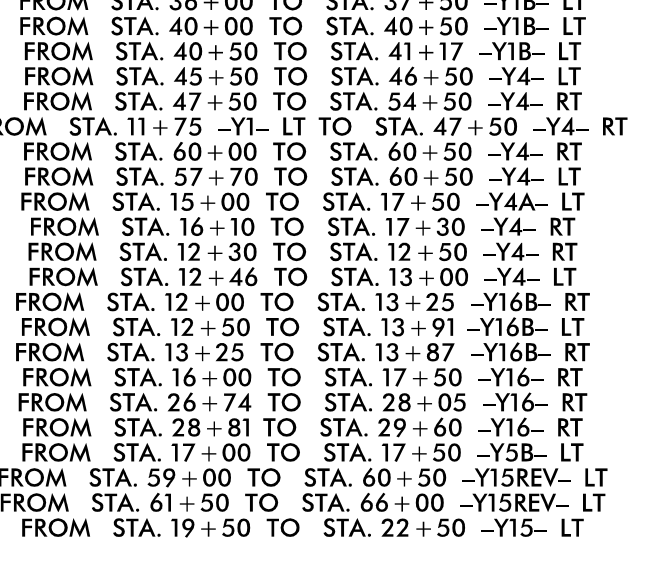 FROM STA. 36+00 TO STA. 37+50 –Y1B– LT
FROM STA. 40+00 TO STA. 40+50 –Y1B– LT
FROM STA. 40+50 TO STA. 41+17 –Y1B– LT
FROM STA. 45+50 TO STA. 46+50 –Y4– LT
FROM STA. 47+50 TO STA. 54+50 –Y4– RT
ROM STA. 11+75 –Y1– LT TO STA. 47+50 –Y4– RT
FROM STA. 60+00 TO STA. 60+50 –Y4– RT
FROM STA. 57+70 TO STA. 60+50 –Y4– LT
FROM STA. 15+00 TO STA. 17+50 –Y4A– LT
FROM STA. 16+10 TO STA. 17+30 –Y4– RT
FROM STA. 12+30 TO STA. 12+50 –Y4– RT
FROM STA. 12+46 TO STA. 13+00 –Y4– LT
FROM STA. 12+00 TO STA. 13+25 –Y16B– RT
FROM STA. 12+50 TO STA. 13+91 –Y16B– LT
FROM STA. 13+25 TO STA. 13+87 –Y16B– RT
FROM STA. 16+00 TO STA. 17+50 –Y16– RT
FROM STA. 26+74 TO STA. 28+05 –Y16– RT
FROM STA. 28+81 TO STA. 29+60 –Y16– RT
FROM STA. 17+00 TO STA. 17+50 –Y5B– LT
FROM STA. 59+00 TO STA. 60+50 –Y15REV– LT
FROM STA. 61+50 TO STA. 66+00 –Y15REV– LT
FROM STA. 19+50 TO STA. 22+50 –Y15– LT